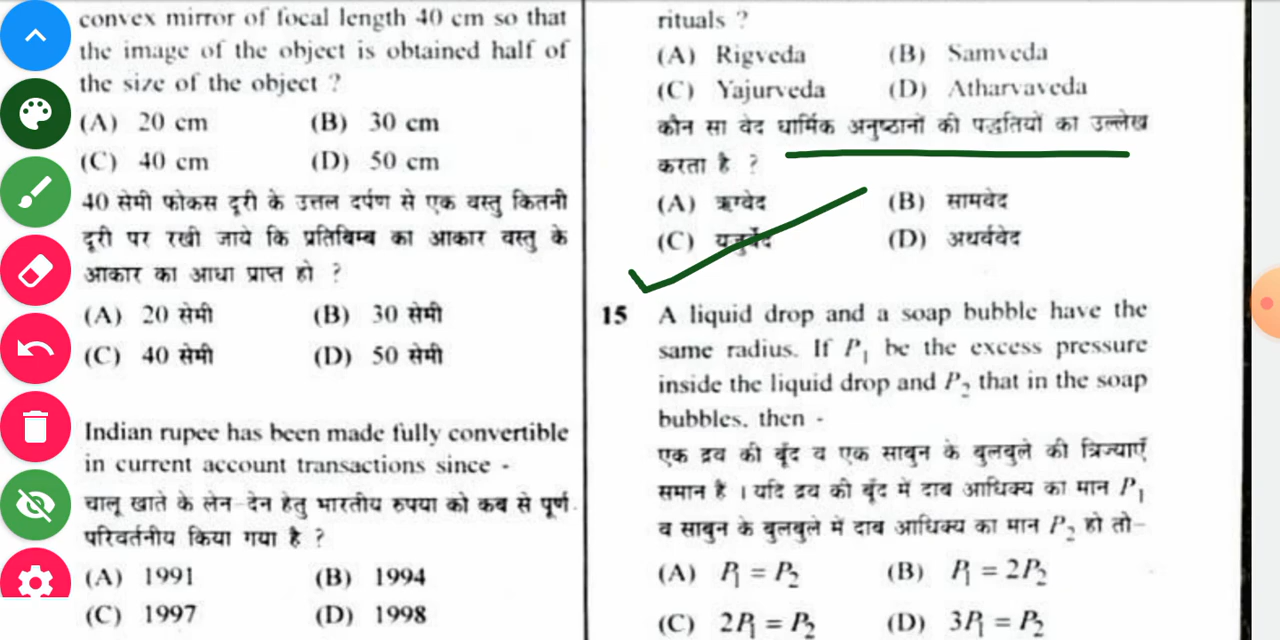 convex mirror of focal length 40 cm so that
the image of the object is obtained half of
the size of the object ?
(A) 20 cm (B) 30 cm
(C) 40 cm (D) 50 cm
40 सेमी फोकस दूरी के उत्तल दर्पण से एक वस्तु कितनी
दूरी पर रखी जाये कि प्रतिबिम्ब का आकार वस्तु के
आकार का आधा प्राप्त हो ?
(A) 20 सेमी (B) 30 सेमी
(C) 40 सेमी (D) 50 सेमी
Indian rupee has been made fully convertible
in current account transactions since -
चालू खाते के लेन-देन हेतु भारतीय रुपया को कब से पूर्ण
परिवर्तनीय किया गया है ?
(A) 1991 (B) 1994
(C) 1997 (D) 1998
rituals ?
(A) Rigveda (B) Samveda
(C) Yajurveda (D) Atharvaveda
कौन सा वेद धार्मिक अनुष्ठानों की पद्धतियों का उल्लेख
करता है ?
(A) ऋग्वेद (B) सामवेद
(C) यजुर्वेद (D) अथर्ववेद
15 A liquid drop and a soap bubble have the
same radius. If P₁ be the excess pressure
inside the liquid drop and P₂ that in the soap
bubbles, then -
एक द्रव की बूँद व एक साबुन के बुलबुले की त्रिज्याएँ
समान हैं । यदि द्रव की बूँद में दाब आधिक्य का मान P₁
व साबुन के बुलबुले में दाब आधिक्य का मान P₂ हो तो-
(A) P₁ = P₂ (B) P₁ = 2P₂
(C) 2P₁ = P₂ (D) 3P₁ = P₂